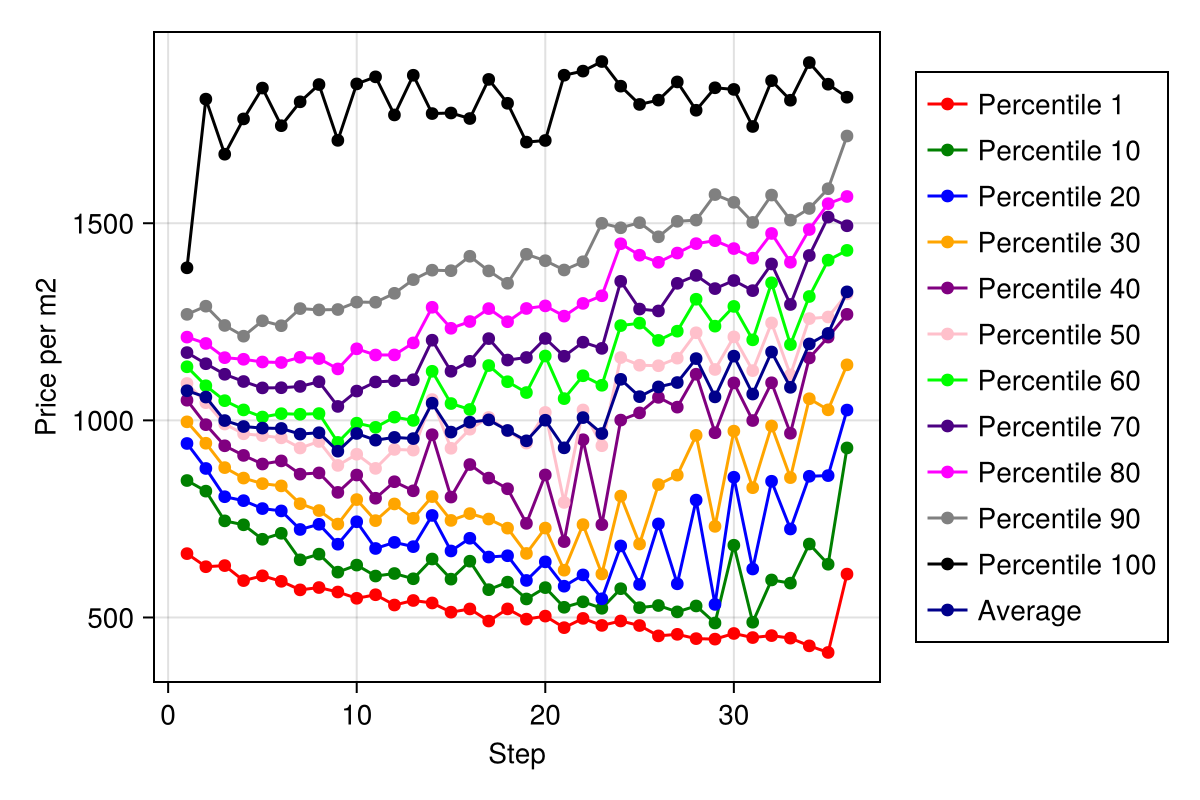 1500
1000
500
Price per m2
0 10 20 30
Step
Percentile 1
Percentile 10
Percentile 20
Percentile 30
Percentile 40
Percentile 50
Percentile 60
Percentile 70
Percentile 80
Percentile 90
Percentile 100
Average